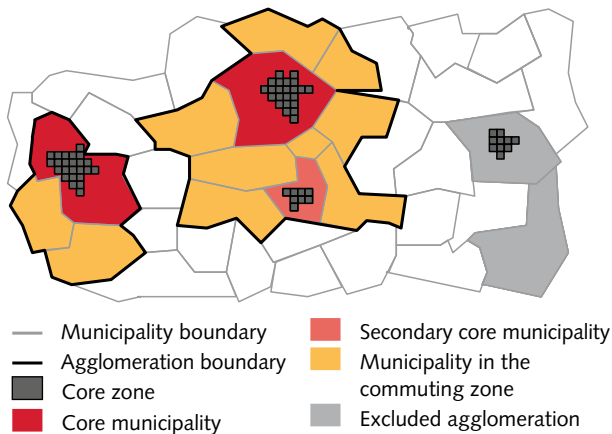 Municipality boundary
Agglomeration boundary
Core zone
Core municipality
Secondary core municipality
Municipality in the
commuting zone
Excluded agglomeration